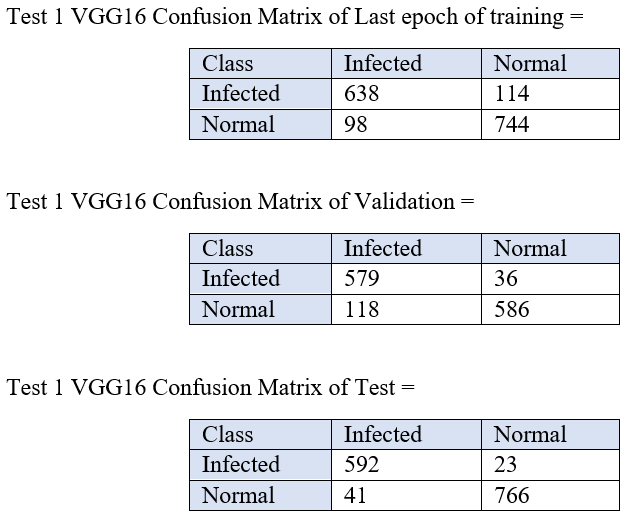 Test 1 VGG16 Confusion Matrix of Last epoch of training =
Class Infected Normal
Infected 638 114
Normal 98 744
Test 1 VGG16 Confusion Matrix of Validation =
Class Infected Normal
Infected 579 36
Normal 118 586
Test 1 VGG16 Confusion Matrix of Test =
Class Infected Normal
Infected 592 23
Normal 41 766